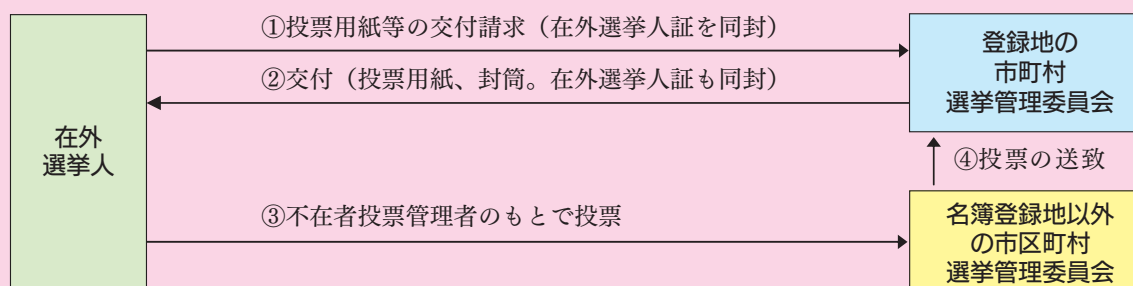 ①投票用紙等の交付請求（在外選挙人証を同封）
②交付（投票用紙、封筒。在外選挙人証も同封）
在外
選挙人
登録地の
市町村
選挙管理委員会
④投票の送致
③不在者投票管理者のもとで投票
名簿登録地以外
の市区町村
選挙管理委員会